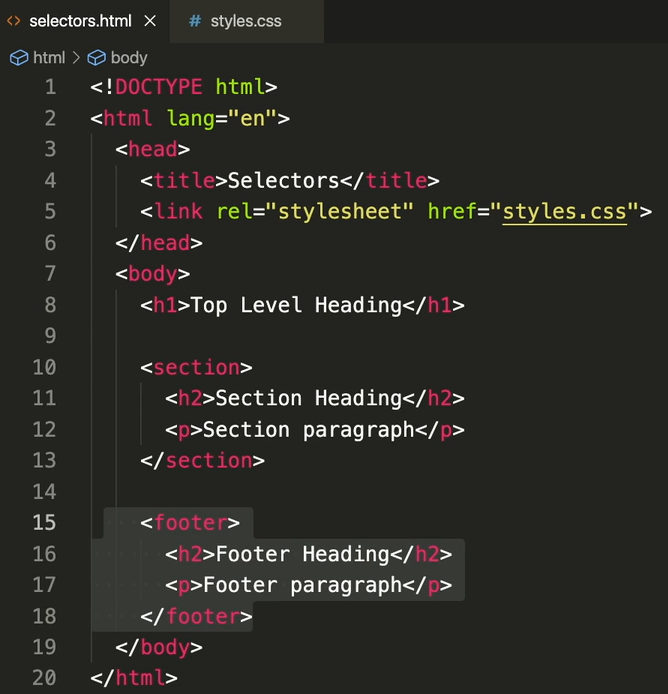 selectors.html styles.css
html > body
1 <!DOCTYPE html>
2 <html lang="en">
3 <head>
4 <title>Selectors</title>
5 <link rel="stylesheet" href="styles.css">
6 </head>
7 <body>
8 <h1>Top Level Heading</h1>
9
10 <section>
11 <h2>Section Heading</h2>
12 <p>Section paragraph</p>
13 </section>
14
15 <footer>
16 <h2>Footer Heading</h2>
17 <p>Footer paragraph</p>
18 </footer>
19 </body>
20 </html>